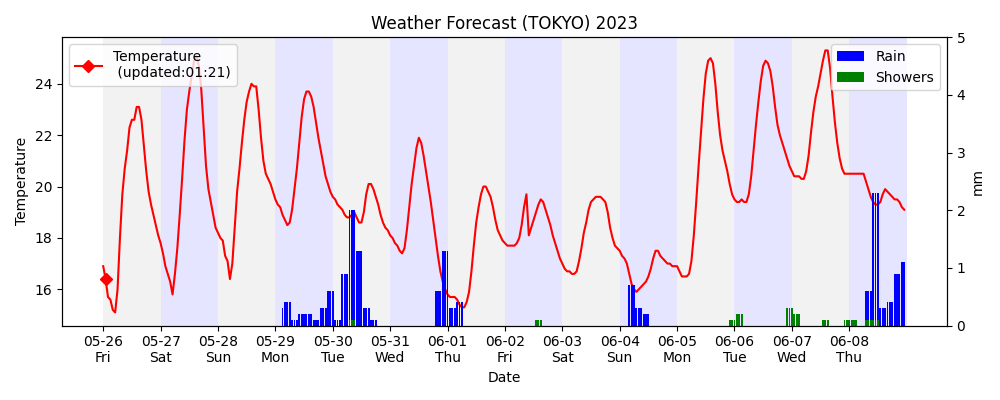 Weather Forecast (TOKYO) 2023
Temperature
(updated:01:21)
Rain
Showers
Temperature
24
22
20
18
16
5
4
3
2
1
0
mm
05-26 05-27 05-28 05-29 05-30 05-31 06-01 06-02 06-03 06-04 06-05 06-06 06-07 06-08
Fri Sat Sun Mon Tue Wed Thu Fri Sat Sun Mon Tue Wed Thu
Date